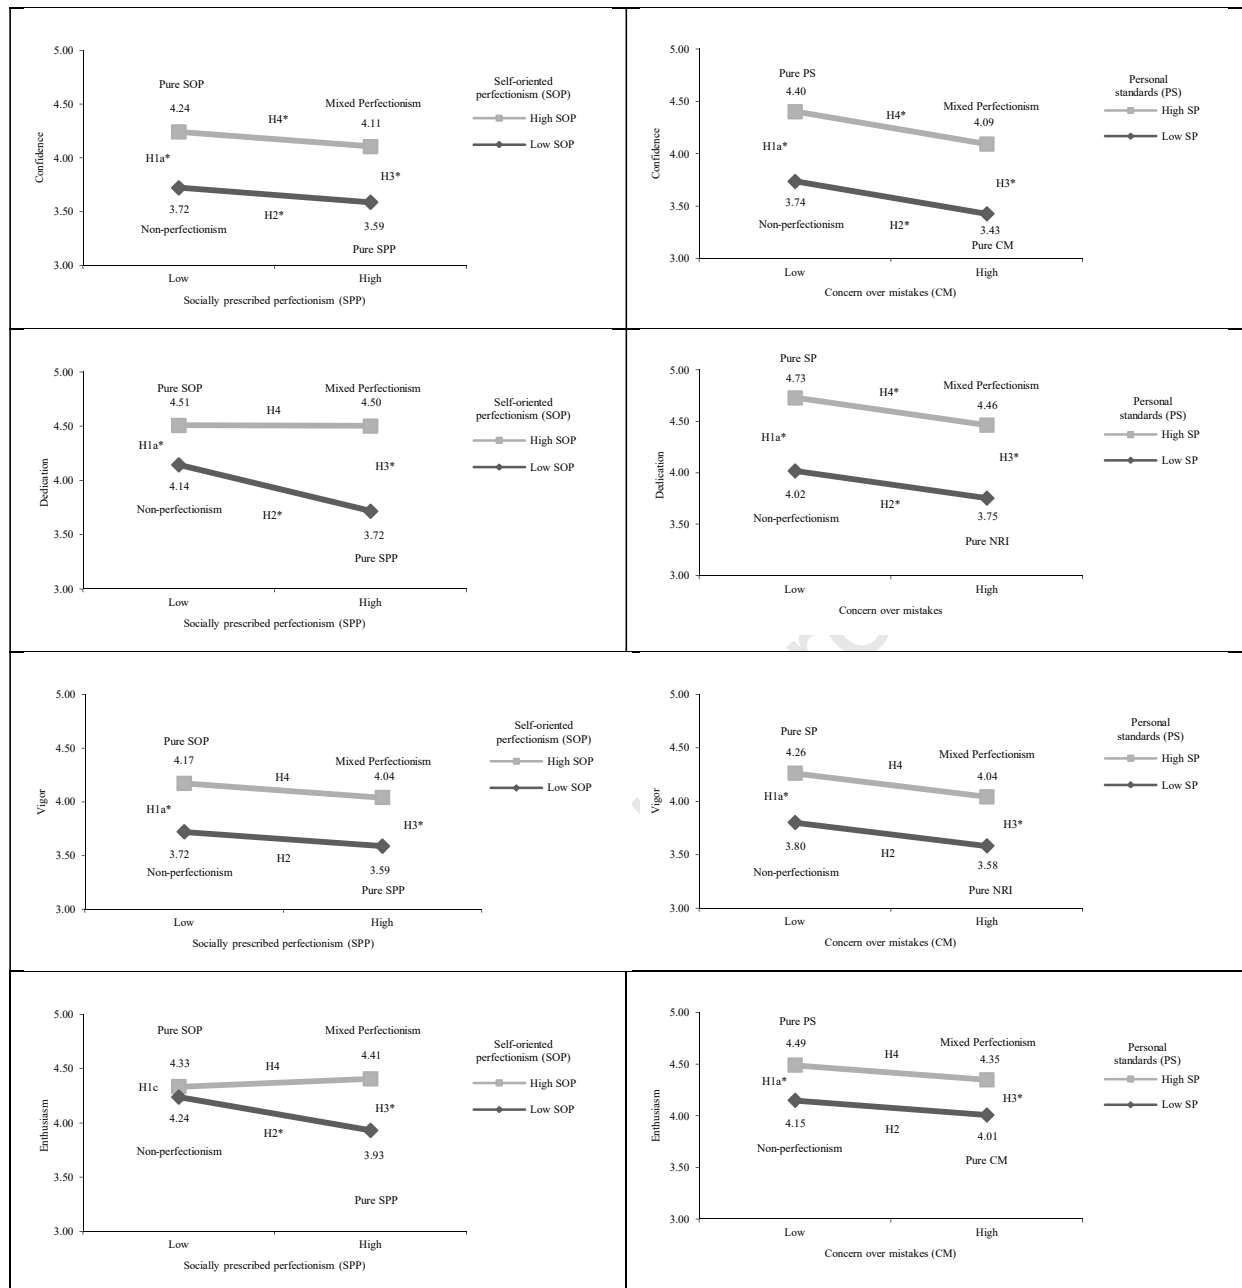 5.00
Pure SOP
Self-oriented
perfectionism (SOP)
4.50
4.24
H4*
Mixed Perfectionism
4.11
High SOP
Confidence
4.00
H1a*
H3*
Low SOP
3.50
3.72
H2*
3.59
Non-perfectionism
Pure SPP
3.00
Low
High
Socially prescribed perfectionism (SPP)
5.00
Pure PS
4.40
Personal
standards (PS)
4.50
H4*
Mixed Perfectionism
4.09
High SP
Confidence
4.00
H1a*
H3*
Low SP
3.50
3.74
Non-perfectionism
H2*
3.43
Pure CM
3.00
Low
High
Concern over mistakes (CM)
5.00
Pure SOP
4.51
H4
Mixed Perfectionism
4.50
Self-oriented
perfectionism (SOP)
4.50
High SOP
H1a*
H3*
Low SOP
Dedication
4.00
4.14
Non-perfectionism
H2*
3.50
3.72
Pure SPP
3.00
Low
High
Socially prescribed perfectionism (SPP)
Pure SP
4.73
5.00
H4*
Mixed Perfectionism
4.46
Personal
standards (PS)
4.50
High SP
H1a*
H3*
Low SP
Dedication
4.00
4.02
Non-perfectionism
H2*
3.75
3.50
Pure NRI
3.00
Low
High
Concern over mistakes
5.00
Pure SOP
4.17
Self-oriented
perfectionism (SOP)
4.50
H4
Mixed Perfectionism
4.04
High SOP
Vigor
4.00
H1a*
H3*
Low SOP
3.50
3.72
Non-perfectionism
H2
3.59
Pure SPP
3.00
Low
High
Socially prescribed perfectionism (SPP)
5.00
Pure SP
4.26
Personal
standards (PS)
4.50
H4
Mixed Perfectionism
4.04
High SP
Vigor
4.00
H1a*
H3*
Low SP
3.50
3.80
Non-perfectionism
H2
3.58
Pure NRI
3.00
Low
High
Concern over mistakes (CM)
5.00
Pure SOP
4.33
H4
Mixed Perfectionism
4.41
Self-oriented
perfectionism (SOP)
4.50
High SOP
H1c
H3*
Low SOP
Enthusiasm
4.00
4.24
Non-perfectionism
H2*
3.93
3.50
Pure SPP
3.00
Low
High
Socially prescribed perfectionism (SPP)
5.00
Pure PS
4.49
H4
Mixed Perfectionism
4.35
Personal
standards (PS)
4.50
High SP
H1a*
H3*
Low SP
Enthusiasm
4.00
4.15
Non-perfectionism
H2
4.01
Pure CM
3.50
3.00
Low
High
Concern over mistakes (CM)